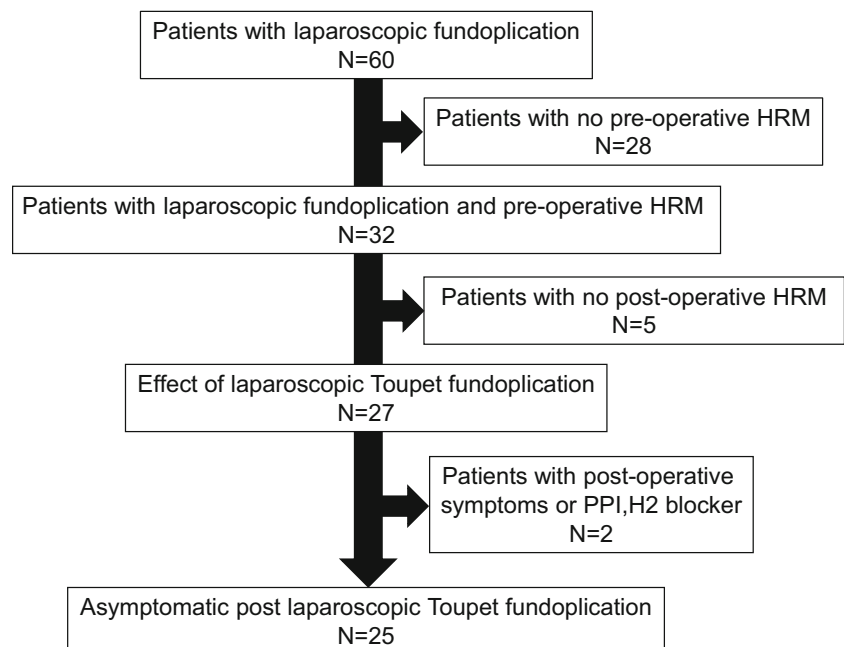 Patients with laparoscopic fundoplication
N=60
Patients with no pre-operative HRM
N=28
Patients with laparoscopic fundoplication and pre-operative HRM
N=32
Patients with no post-operative HRM
N=5
Effect of laparoscopic Toupet fundoplication
N=27
Patients with post-operative
symptoms or PPI,H2 blocker
N=2
Asymptomatic post laparoscopic Toupet fundoplication
N=25